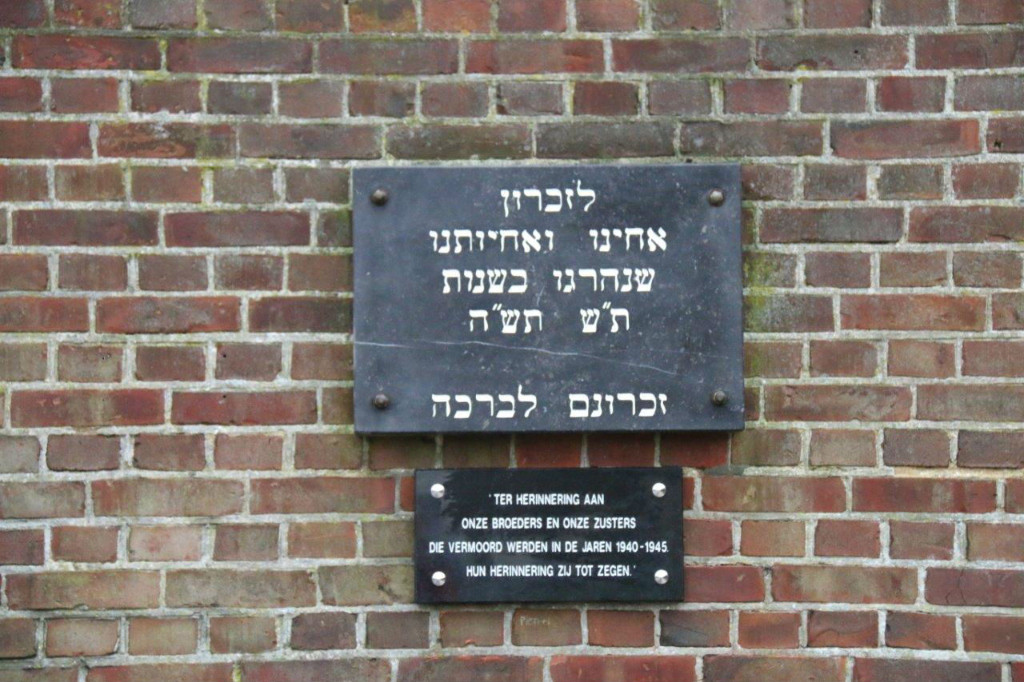 לזכרון
אחינו ואחיותנו
שנהרגו בשנות
ת"ש תש"ה
זכרונם לברכה
'TER HERINNERING AAN
ONZE BROEDERS EN ONZE ZUSTERS
DIE VERMOORD WERDEN IN DE JAREN 1940-1945.
HUN HERINNERING ZIJ TOT ZEGEN.'